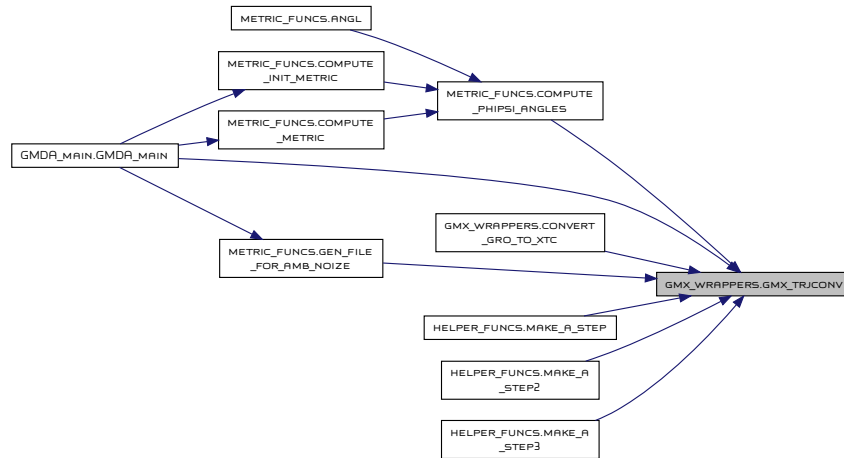 METRIC_FUNCS.ANGL
METRIC_FUNCS.COMPUTE
_INIT_METRIC
METRIC_FUNCS.COMPUTE
_PHIPSI_ANGLES
METRIC_FUNCS.COMPUTE
_METRIC
GMDA_MAIN.GMDA_MAIN
GMX_WRAPPERS.CONVERT
_GRO_TO_XTC
METRIC_FUNCS.GEN_FILE
_FOR_AMB_NOIZE
GMX_WRAPPERS.GMX_TRJCONV
HELPER_FUNCS.MAKE_A_STEP
HELPER_FUNCS.MAKE_A
_STEP2
HELPER_FUNCS.MAKE_A
_STEP3